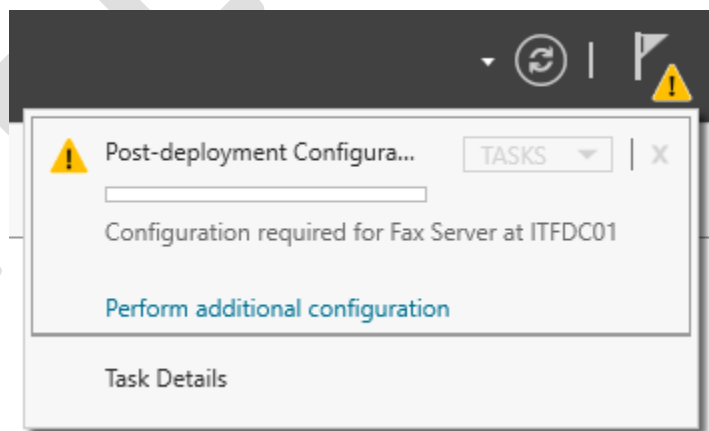 Post-deployment Configura...
TASKS
X
Configuration required for Fax Server at ITFDC01
Perform additional configuration
Task Details